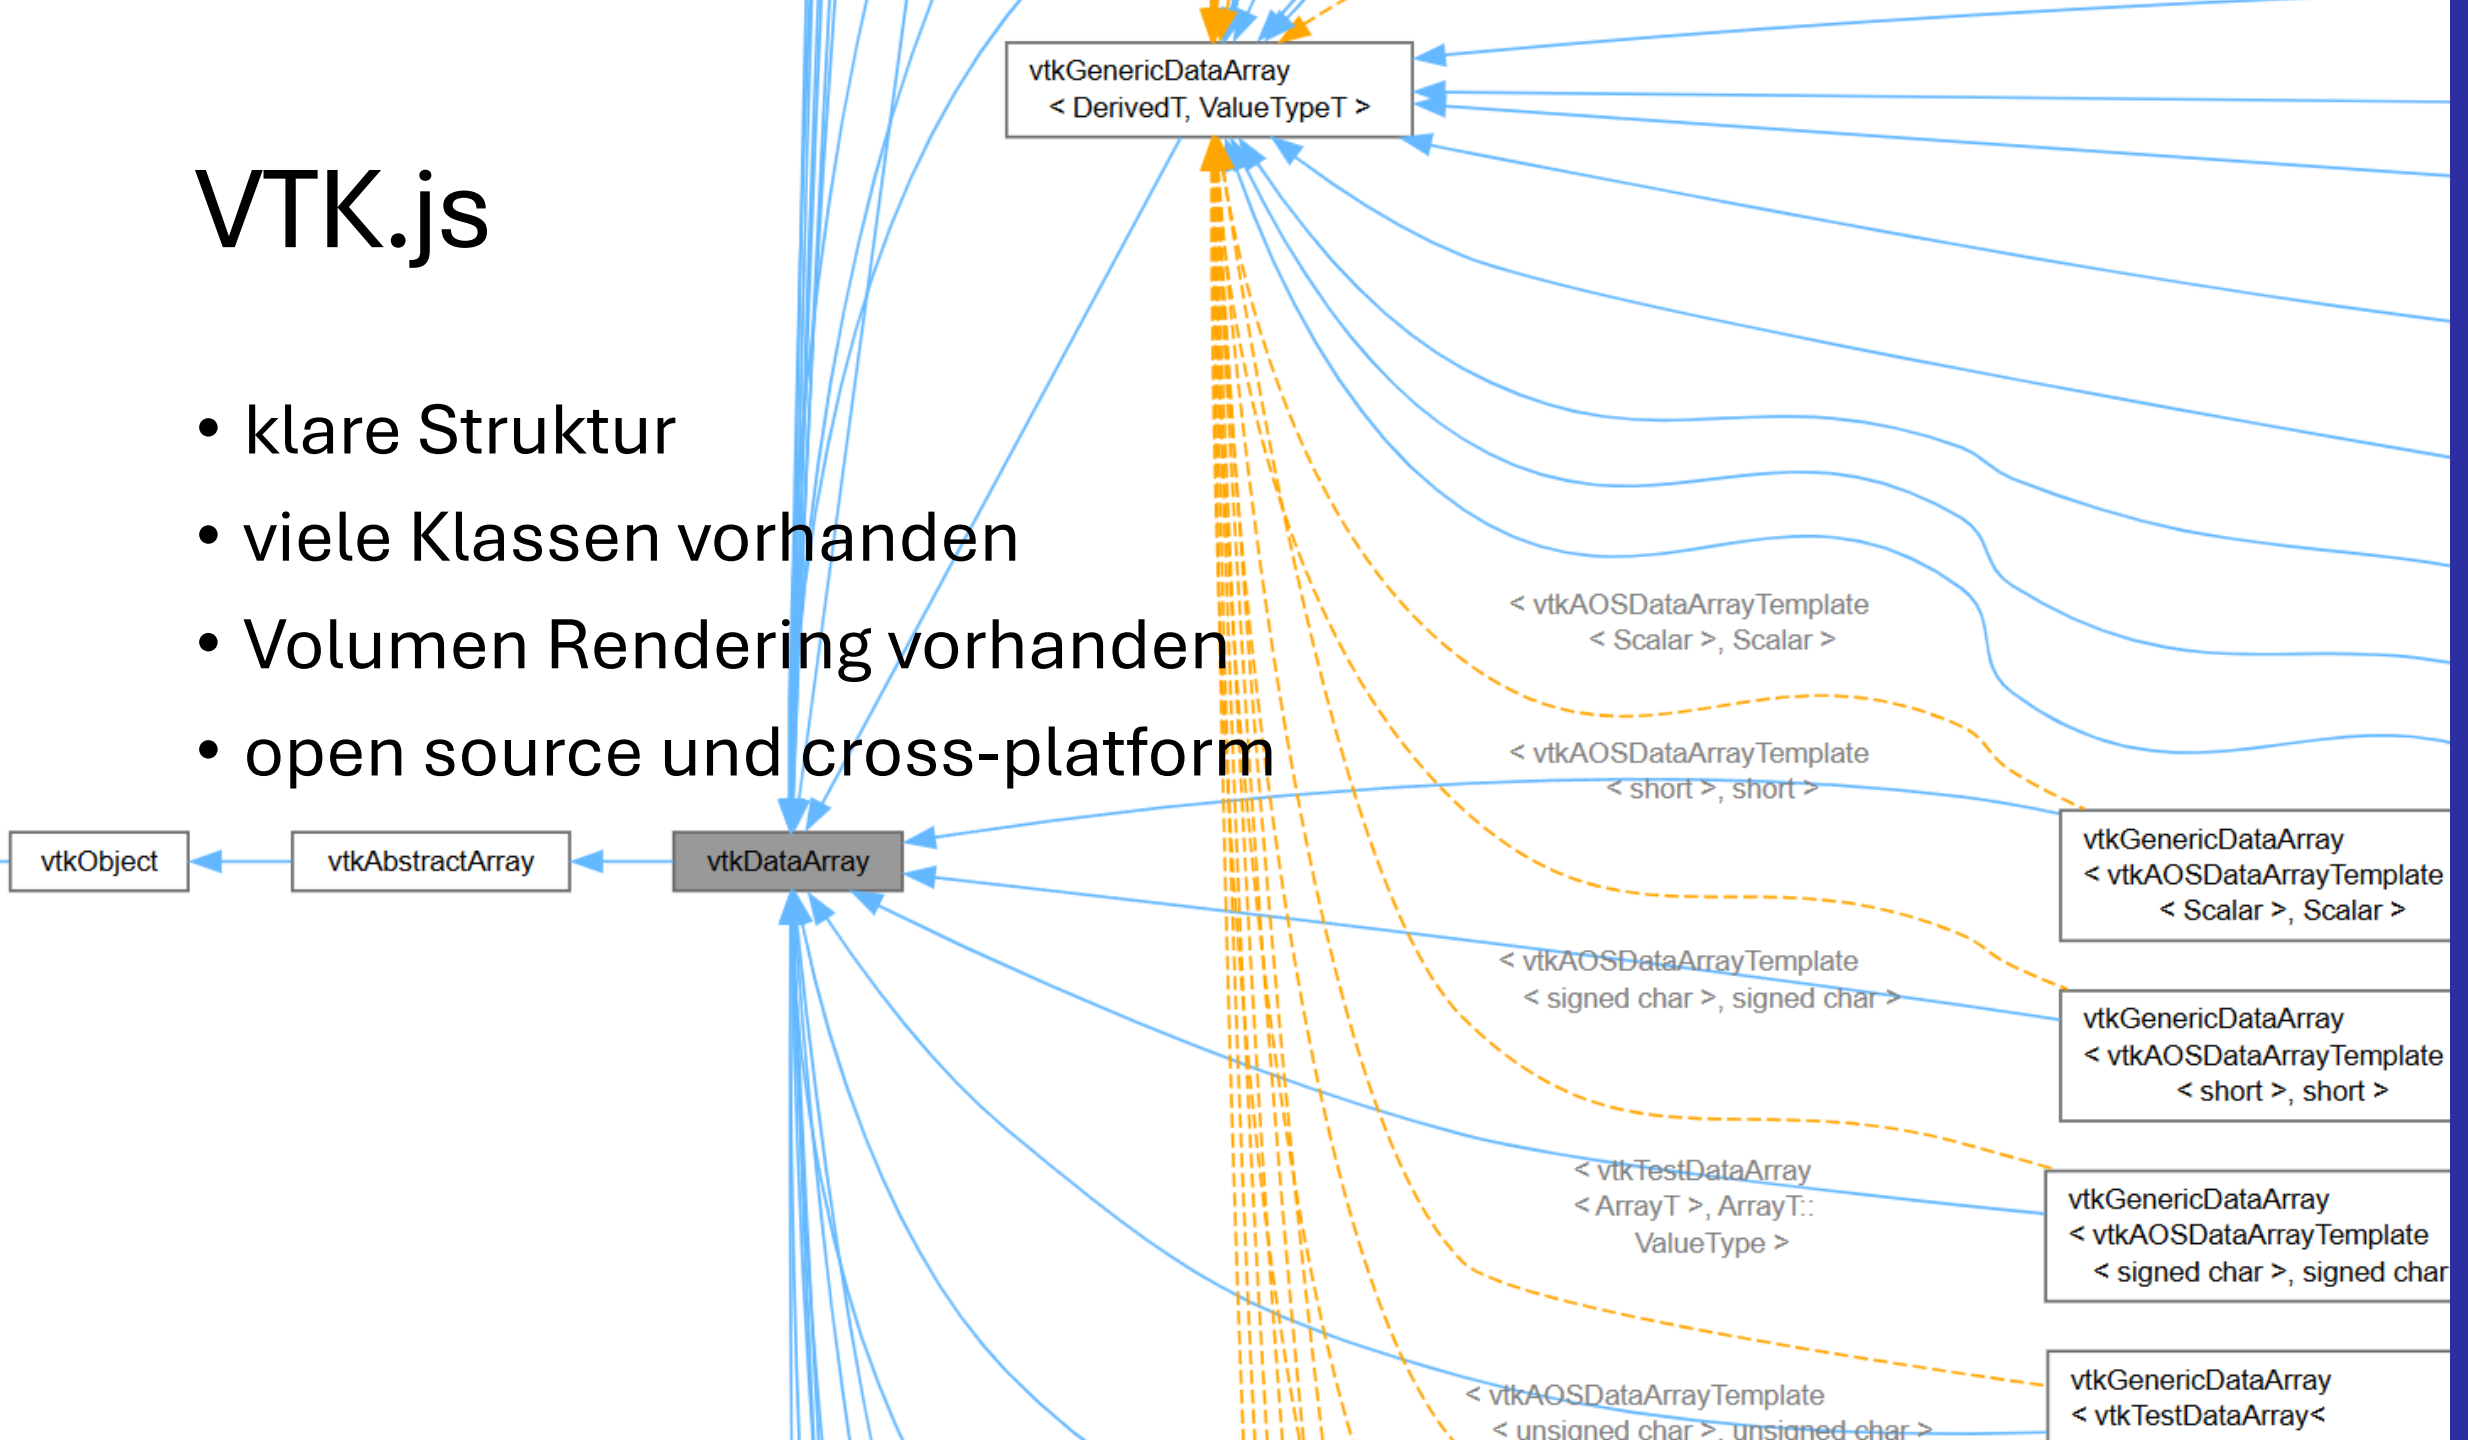 vtkGenericDataArray
< DerivedT, ValueTypeT >
VTK.js
• klare Struktur
• viele Klassen vorhanden
• Volumen Rendering vorhanden
• open source und cross-platform
vtkObject
vtkAbstractArray
vtkDataArray
< vtkAOSDataArrayTemplate
< Scalar >, Scalar >
< vtkAOSDataArrayTemplate
< short >, short >
< vtkAOSDataArrayTemplate
< signed char >, signed char >
< vtkTestDataArray
< ArrayT >, ArrayT::
ValueType >
< vtkAOSDataArrayTemplate
< unsigned char >, unsigned char >
vtkGenericDataArray
< vtkAOSDataArrayTemplate
< Scalar >, Scalar >
vtkGenericDataArray
< vtkAOSDataArrayTemplate
< short >, short >
vtkGenericDataArray
< vtkAOSDataArrayTemplate
< signed char >, signed char
vtkGenericDataArray
< vtkTestDataArray<